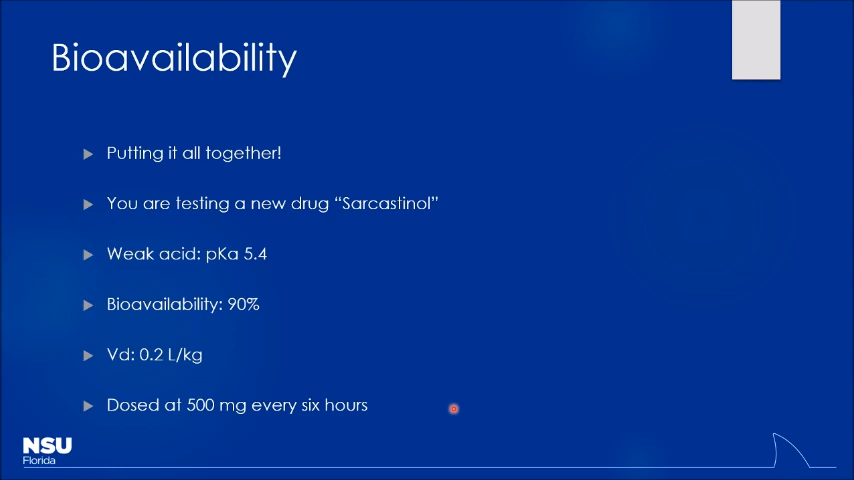 Bioavailability
Putting it all together!
You are testing a new drug “Sarcastinol”
Weak acid: pKa 5.4
Bioavailability: 90%
Vd: 0.2 L/kg
Dosed at 500 mg every six hours
NSU
Florida